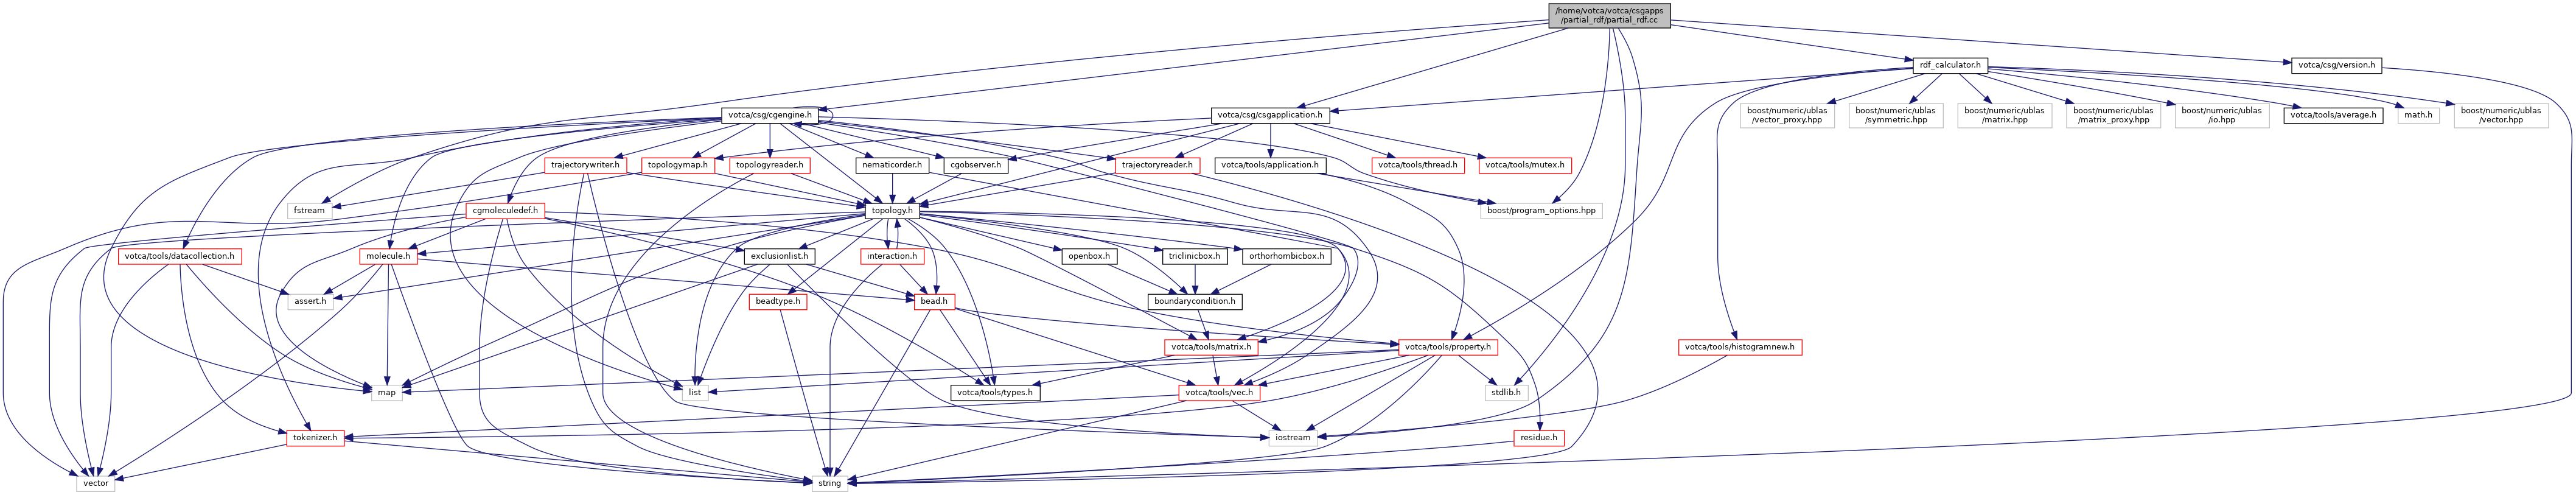 /home/votca/votca/csgapps
/partial_rdf/partial_rdf.cc
rdf_calculator.h
votca/csg/version.h
votca/csg/cgengine.h
votca/csg/csgapplication.h
boost/numeric/ublas
/vector_proxy.hpp
boost/numeric/ublas
/symmetric.hpp
boost/numeric/ublas
/matrix.hpp
boost/numeric/ublas
/matrix_proxy.hpp
boost/numeric/ublas
/io.hpp
votca/tools/average.h
math.h
boost/numeric/ublas
/vector.hpp
trajectorywriter.h
topologymap.h
topologyreader.h
nematicorder.h
cgobserver.h
trajectoryreader.h
votca/tools/application.h
votca/tools/thread.h
votca/tools/mutex.h
fstream
cgmoleculedef.h
topology.h
boost/program_options.hpp
votca/tools/datacollection.h
molecule.h
exclusionlist.h
interaction.h
openbox.h
triclinicbox.h
orthorhombicbox.h
assert.h
beadtype.h
bead.h
boundarycondition.h
votca/tools/matrix.h
votca/tools/property.h
votca/tools/histogramnew.h
map
list
votca/tools/types.h
votca/tools/vec.h
stdlib.h
tokenizer.h
iostream
residue.h
vector
string